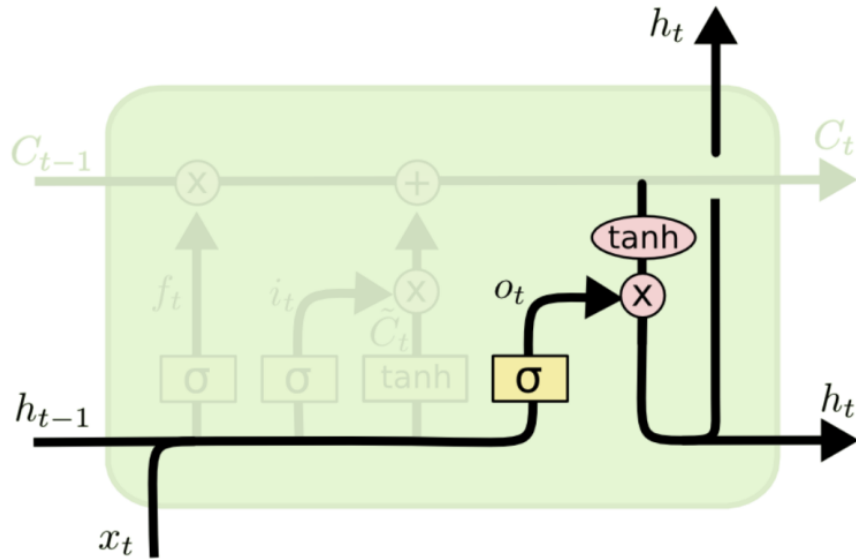 h_t
C_{t-1}
C_t
x
+
tanh
f_t
i_t
x
o_t
x
C̃_t
σ
σ
tanh
σ
h_{t-1}
h_t
x_t